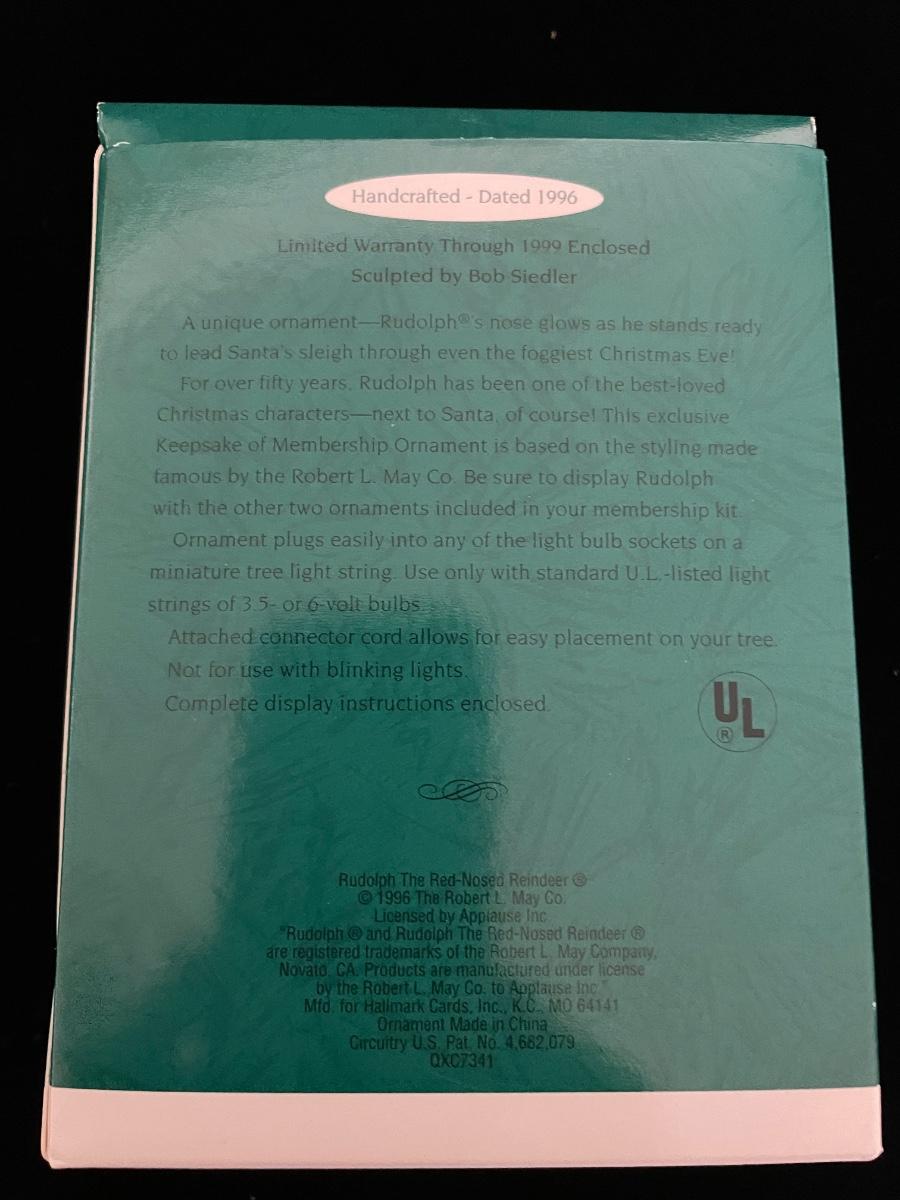 Handcrafted - Dated 1996
Limited Warranty Through 1999 Enclosed
Sculpted by Bob Siedler
A unique ornament—Rudolph®'s nose glows as he stands ready
to lead Santa's sleigh through even the foggiest Christmas Eve!
For over fifty years, Rudolph has been one of the best-loved
Christmas characters—next to Santa, of course! This exclusive
Keepsake of Membership Ornament is based on the styling made
famous by the Robert L. May Co. Be sure to display Rudolph
with the other two ornaments included in your membership kit.
Ornament plugs easily into any of the light bulb sockets on a
miniature tree light string. Use only with standard U.L.-listed light
strings of 3.5- or 6-volt bulbs.
Attached connector cord allows for easy placement on your tree.
Not for use with blinking lights.
Complete display instructions enclosed.
UL
®
Rudolph The Red-Nosed Reindeer ®
© 1996 The Robert L. May Co.
Licensed by Applause Inc.
"Rudolph ® and Rudolph The Red-Nosed Reindeer ®
are registered trademarks of the Robert L. May Company,
Novato, CA. Products are manufactured under license
by the Robert L. May Co. to Applause Inc."
Mfd. for Hallmark Cards, Inc., K.C., MO 64141
Ornament Made in China
Circuitry U.S. Pat. No. 4,682,079
QXC7341